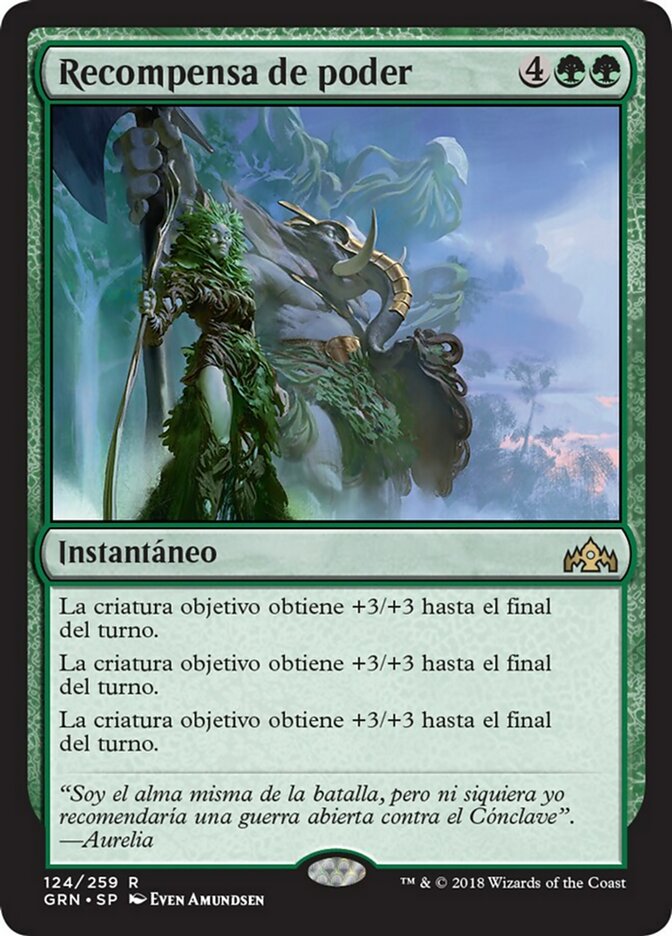 Recompensa de poder
4
Instantáneo
La criatura objetivo obtiene +3/+3 hasta el final
del turno.
La criatura objetivo obtiene +3/+3 hasta el final
del turno.
La criatura objetivo obtiene +3/+3 hasta el final
del turno.
“Soy el alma misma de la batalla, pero ni siquiera yo
recomendaría una guerra abierta contra el Cónclave”.
—Aurelia
124/259 R
GRN • SP Even Amundsen
™ & © 2018 Wizards of the Coast